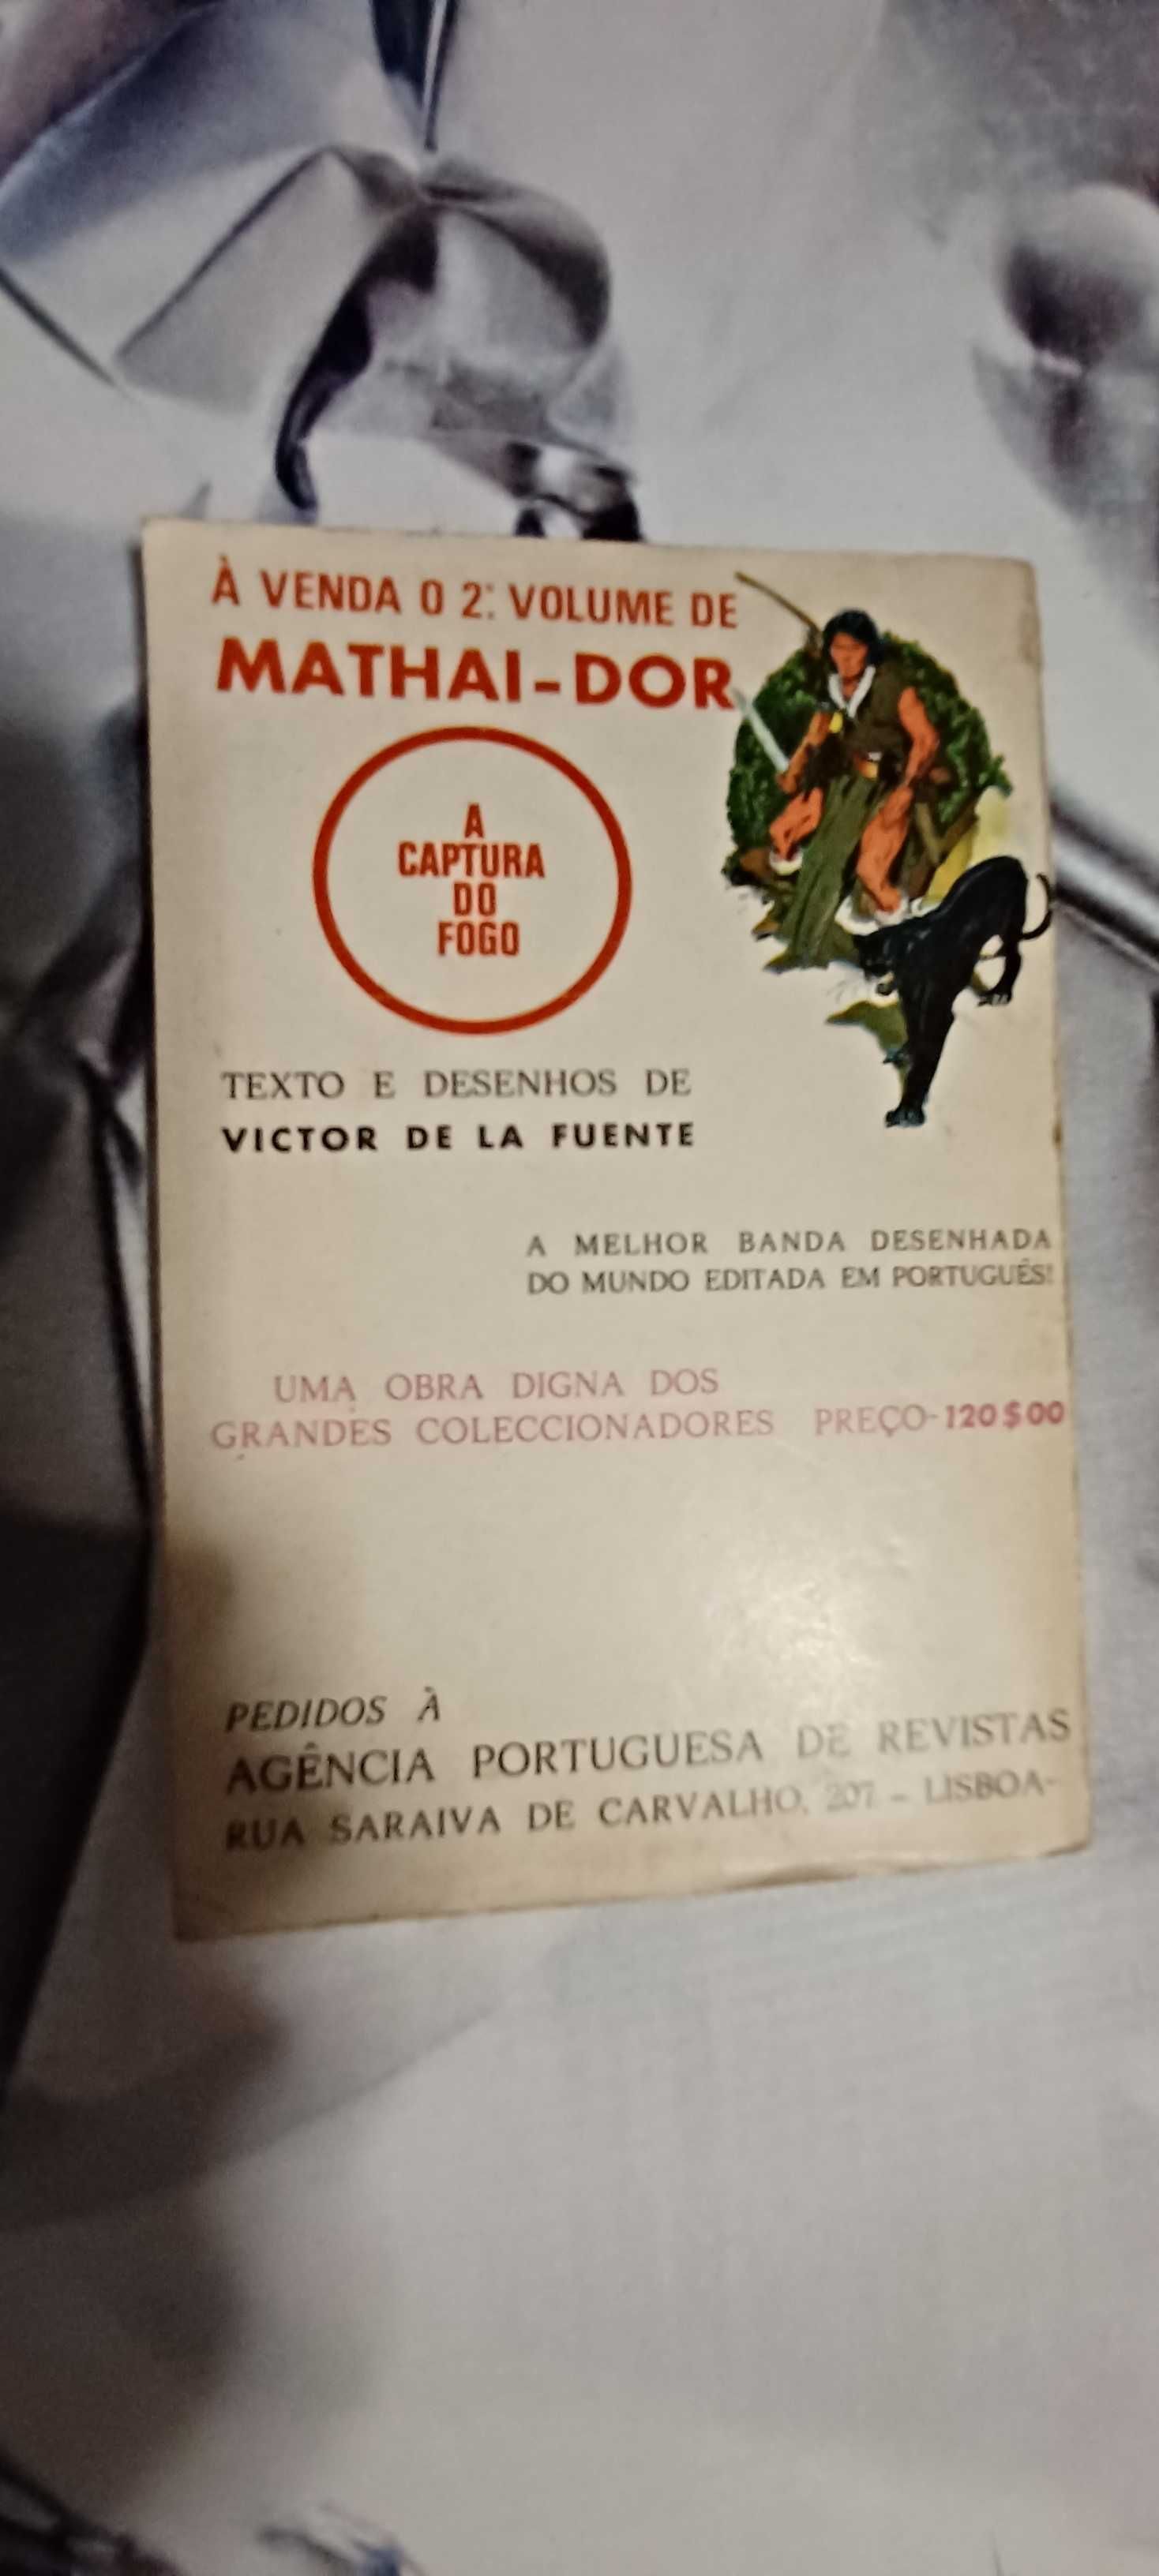 À VENDA O 2.º VOLUME DE
MATHAI-DOR
A
CAPTURA
DO
FOGO
TEXTO E DESENHOS DE
VICTOR DE LA FUENTE
A MELHOR BANDA DESENHADA
DO MUNDO EDITADA EM PORTUGUÊS!
UMA OBRA DIGNA DOS
GRANDES COLECCIONADORES PREÇO-120$00
PEDIDOS À
AGÊNCIA PORTUGUESA DE REVISTAS
RUA SARAIVA DE CARVALHO, 207 - LISBOA-